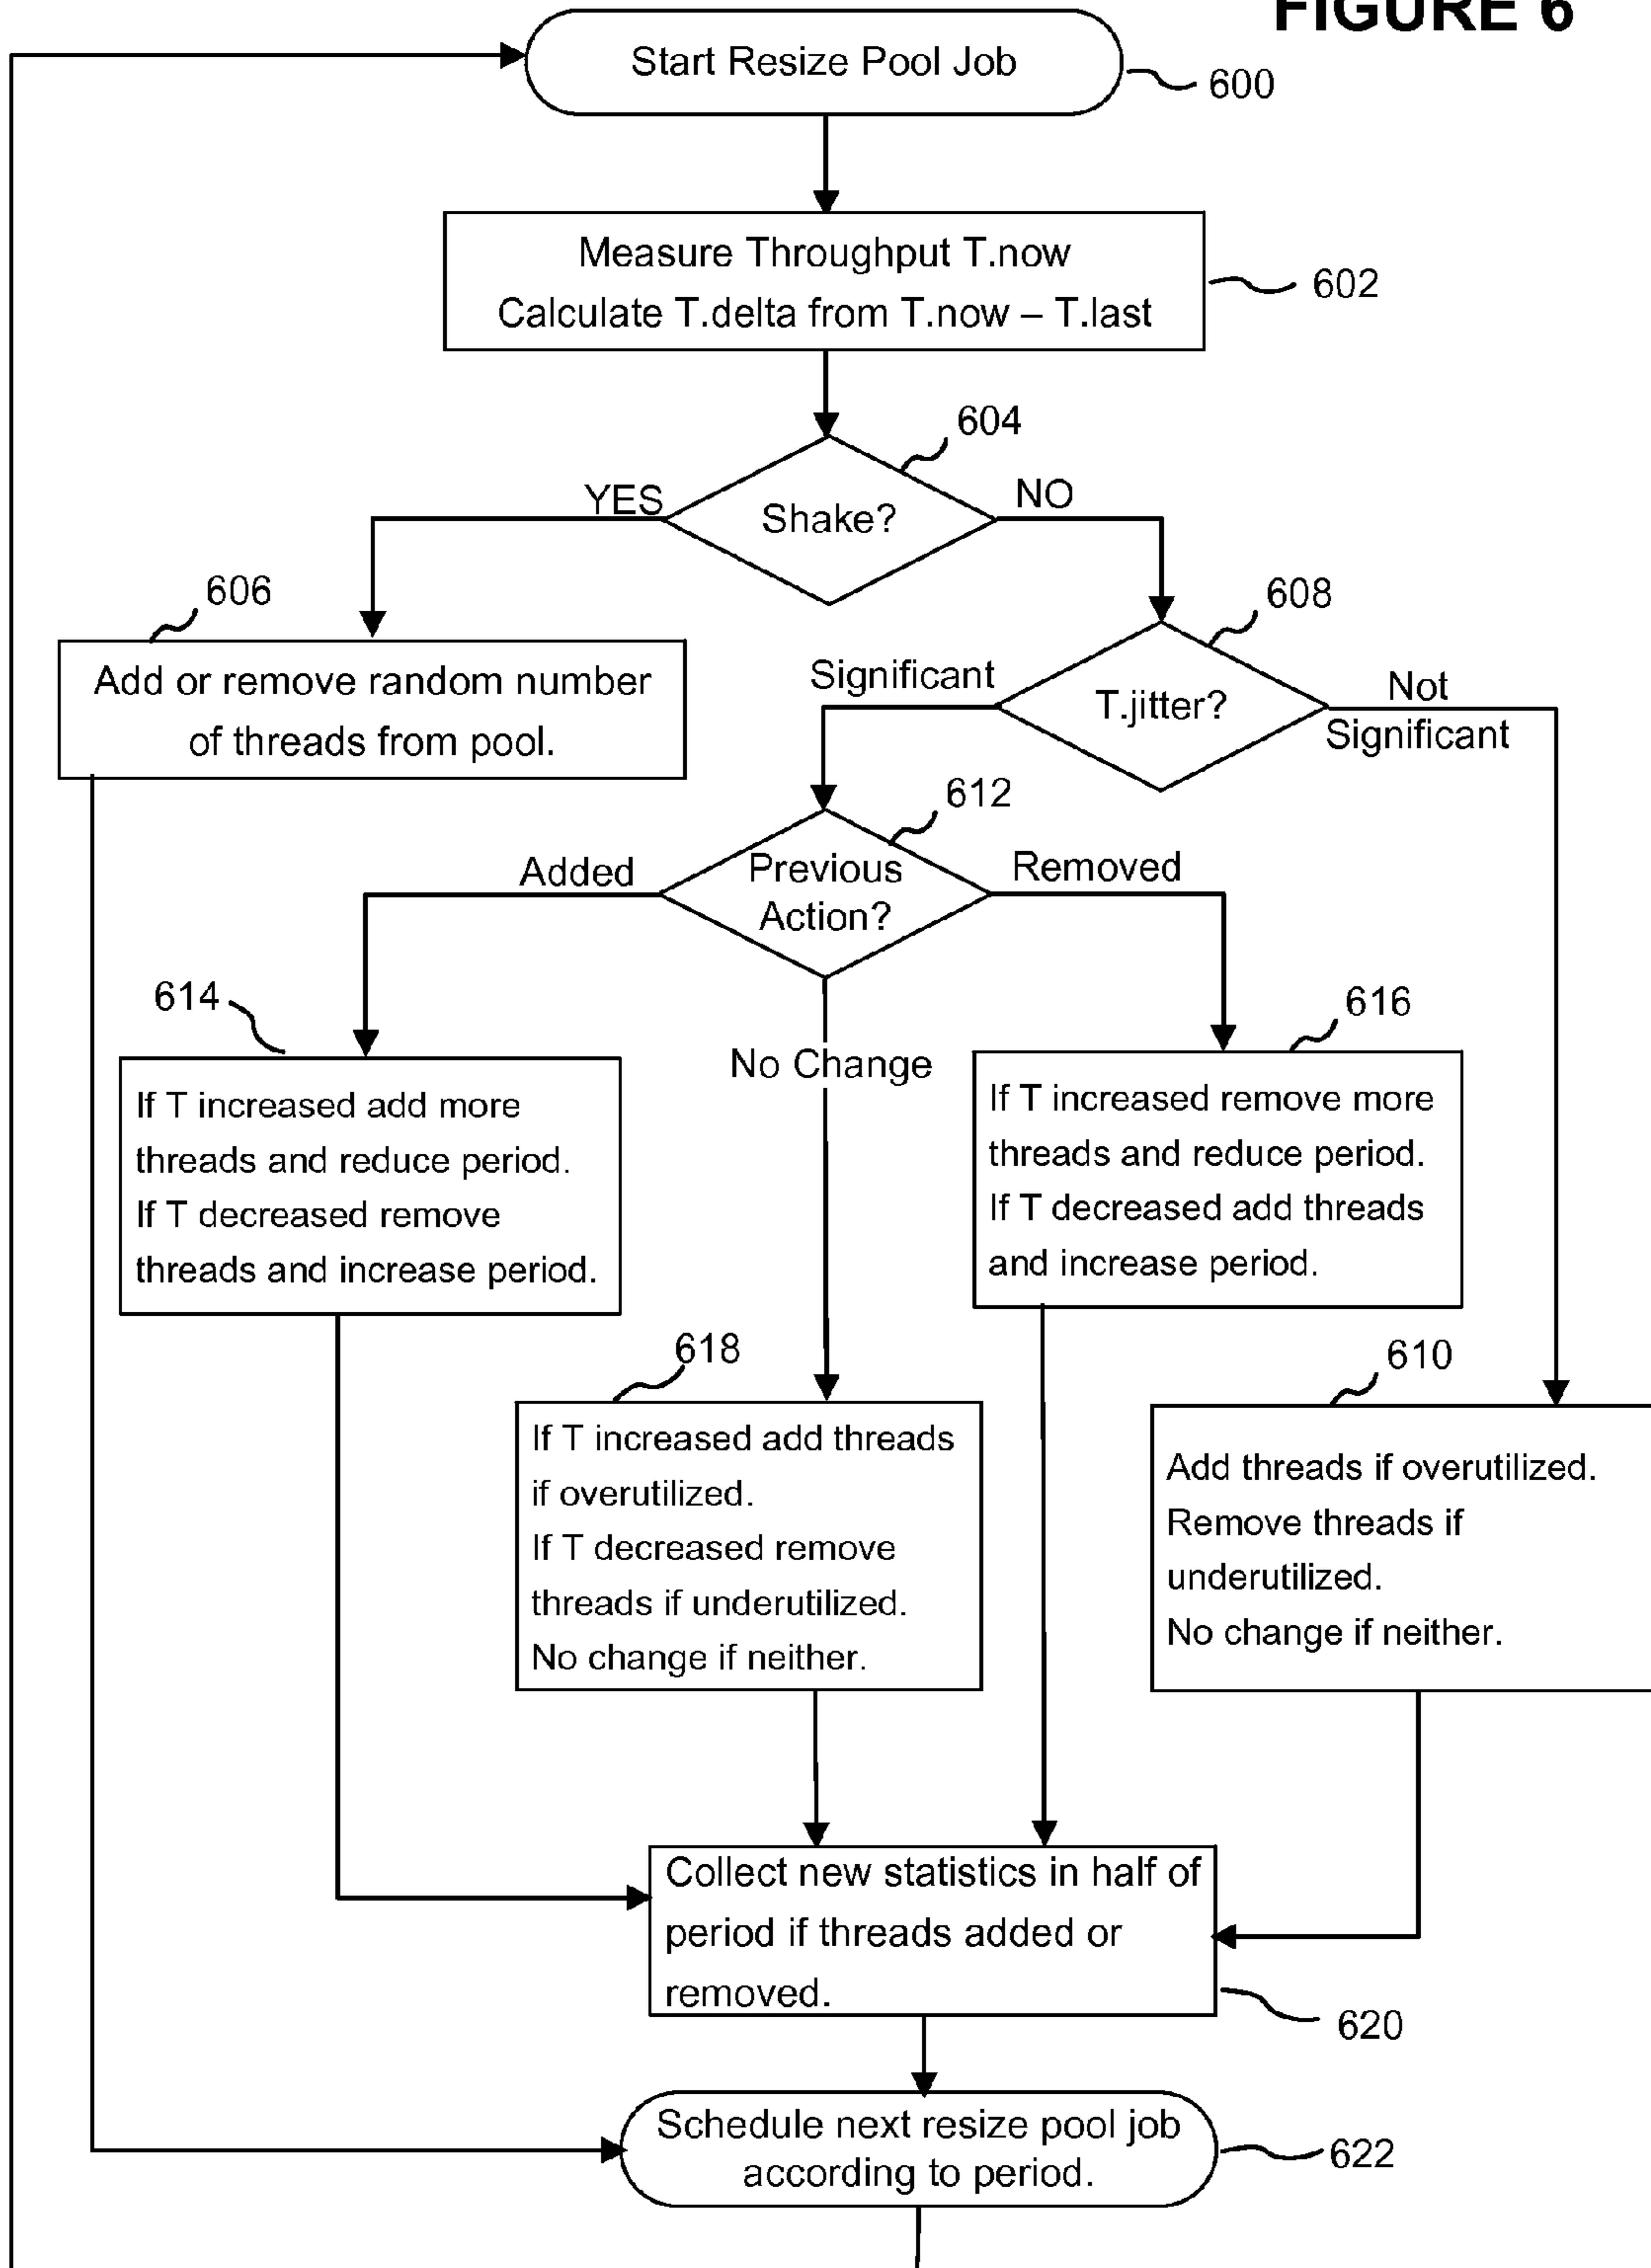 FIGURE 6
Start Resize Pool Job
600
Measure Throughput T.now
Calculate T.delta from T.now – T.last
602
604
YES
Shake?
NO
606
608
Add or remove random number
of threads from pool.
Significant
T.jitter?
Not
Significant
612
Added
Previous
Action?
Removed
614
616
No Change
If T increased add more
threads and reduce period.
If T decreased remove
threads and increase period.
If T increased remove more
threads and reduce period.
If T decreased add threads
and increase period.
618
610
If T increased add threads
if overutilized.
If T decreased remove
threads if underutilized.
No change if neither.
Add threads if overutilized.
Remove threads if
underutilized.
No change if neither.
Collect new statistics in half of
period if threads added or
removed.
620
Schedule next resize pool job
according to period.
622